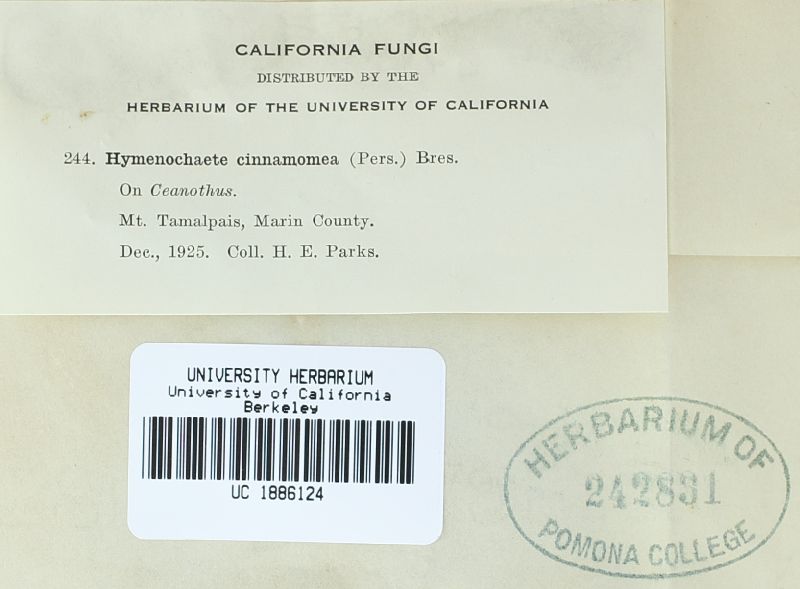 CALIFORNIA FUNGI
DISTRIBUTED BY THE
HERBARIUM OF THE UNIVERSITY OF CALIFORNIA
244. Hymenochaete cinnamomea (Pers.) Bres.
On Ceanothus.
Mt. Tamalpais, Marin County.
Dec., 1925. Coll. H. E. Parks.
UNIVERSITY HERBARIUM
University of California
Berkeley
UC 1886124
HERBARIUM OF
242831
POMONA COLLEGE